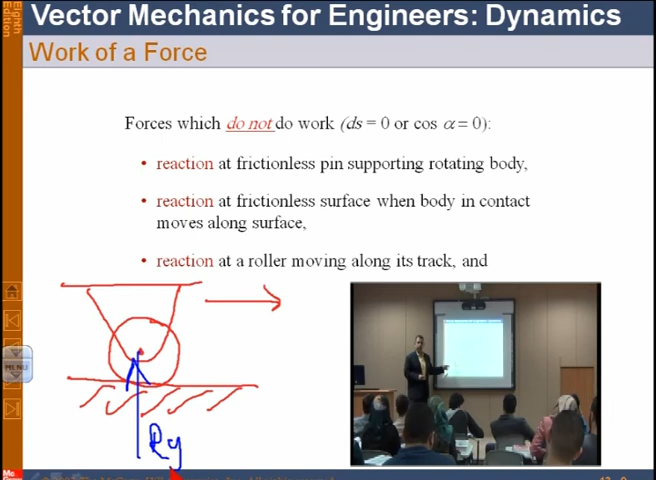 Vector Mechanics for Engineers: Dynamics
Eighth
Edition
Work of a Force
Forces which do not do work (ds = 0 or cos α = 0):
• reaction at frictionless pin supporting rotating body,
• reaction at frictionless surface when body in contact
moves along surface,
• reaction at a roller moving along its track, and
MENU
Ry